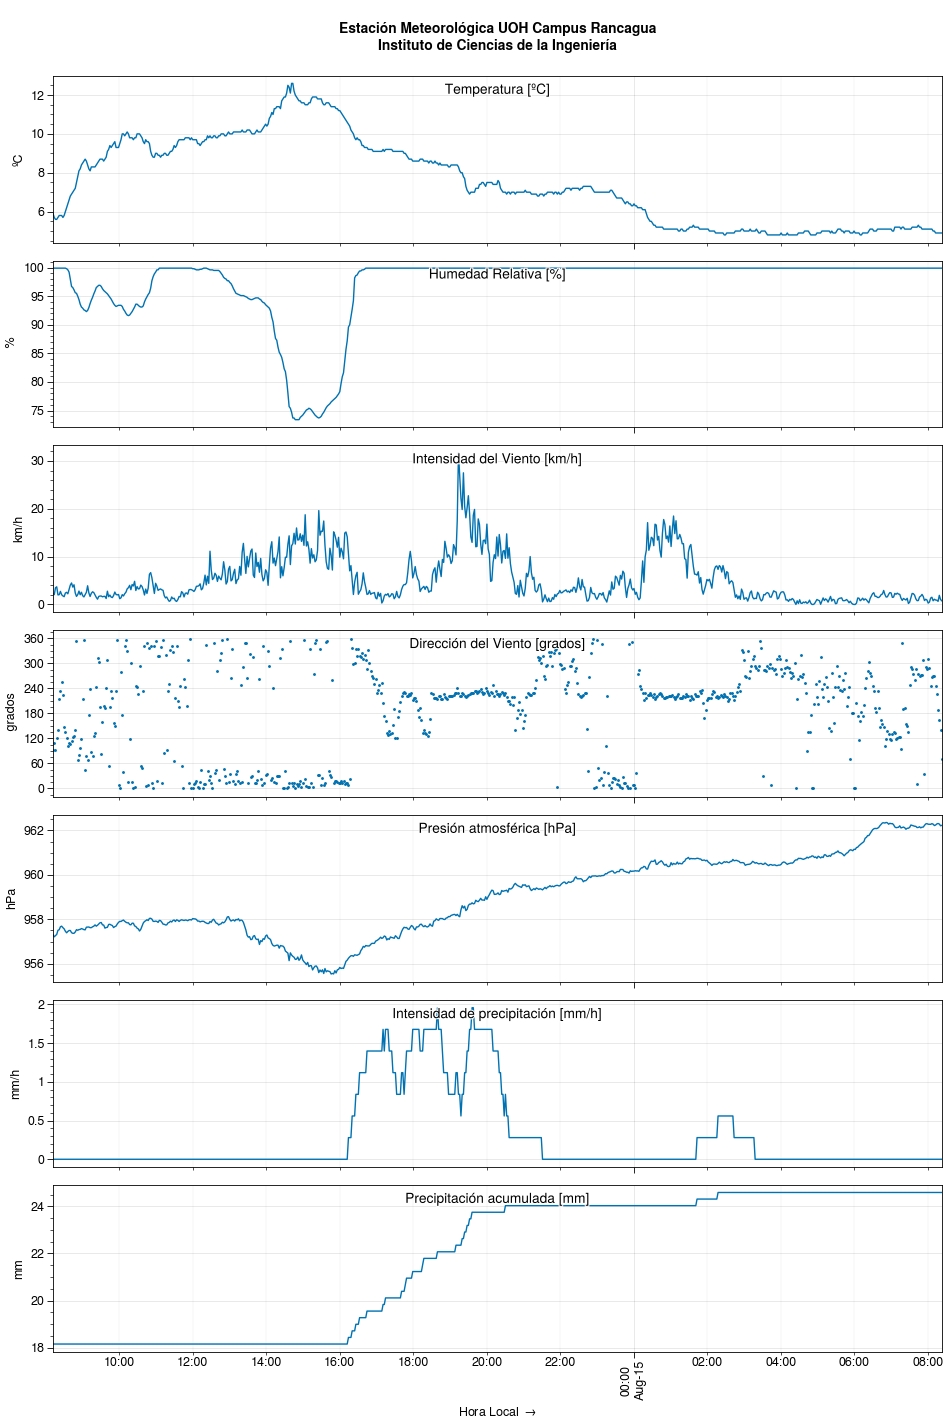 Estación Meteorológica UOH Campus Rancagua
Instituto de Ciencias de la Ingeniería
Temperatura [ºC]
12
10
8
6
ºC
Humedad Relativa [%]
100
95
90
85
80
75
%
Intensidad del Viento [km/h]
30
20
10
0
km/h
Dirección del Viento [grados]
360
300
240
180
120
60
0
grados
Presión atmosférica [hPa]
962
960
958
956
hPa
Intensidad de precipitación [mm/h]
2
1.5
1
0.5
0
mm/h
Precipitación acumulada [mm]
24
22
20
18
mm
10:00 12:00 14:00 16:00 18:00 20:00 22:00 00:00 02:00 04:00 06:00 08:00
Aug-15
Hora Local →